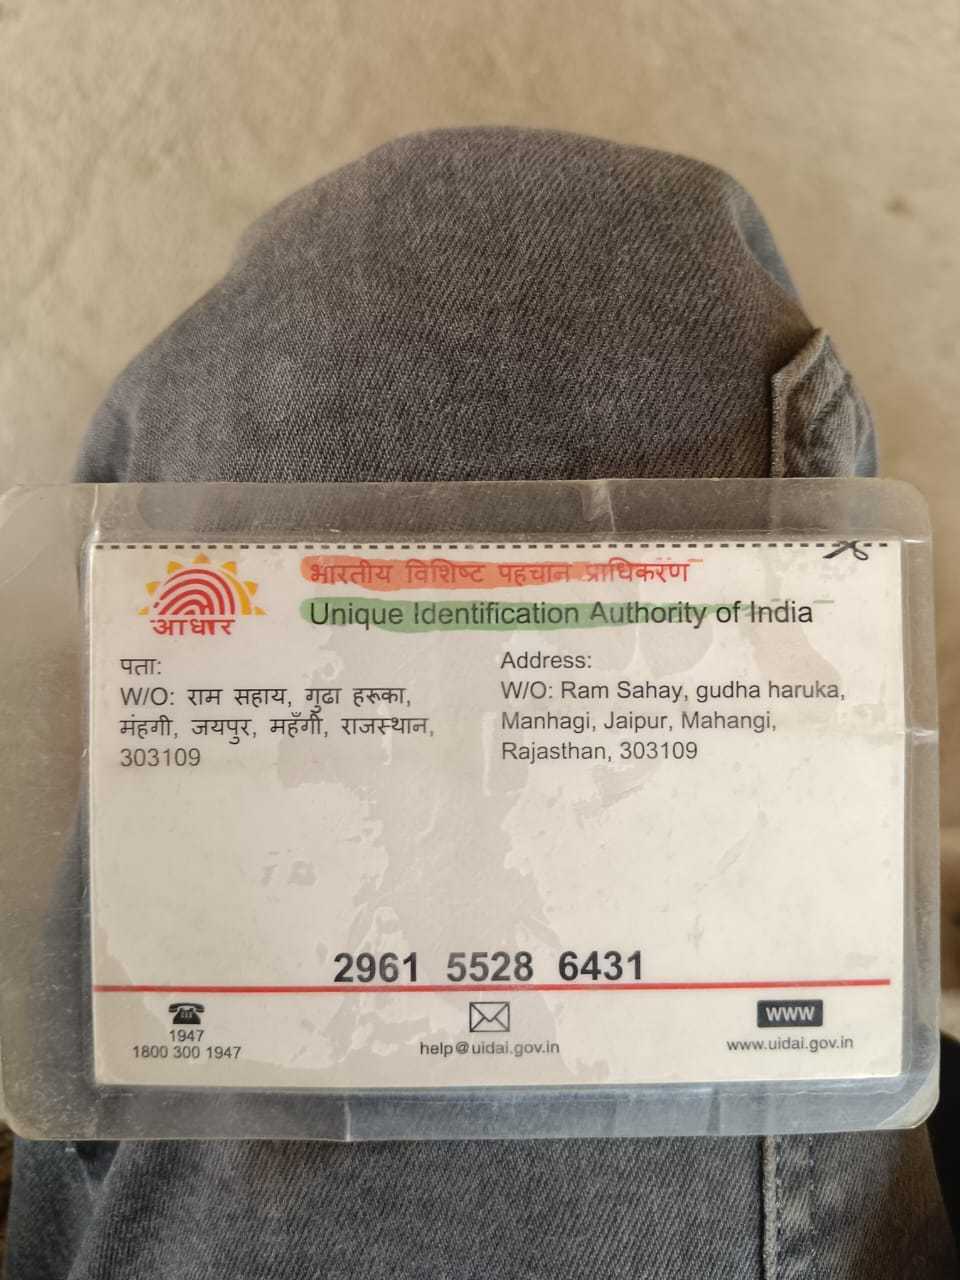 भारतीय विशिष्ट पहचान प्राधिकरण
Unique Identification Authority of India
आधार
पता:
W/O: राम सहाय, गुढा हरूका,
मंहगी, जयपुर, महँगी, राजस्थान,
303109
Address:
W/O: Ram Sahay, gudha haruka,
Manhagi, Jaipur, Mahangi,
Rajasthan, 303109
2961 5528 6431
1947
1800 300 1947
help@uidai.gov.in
www
www.uidai.gov.in